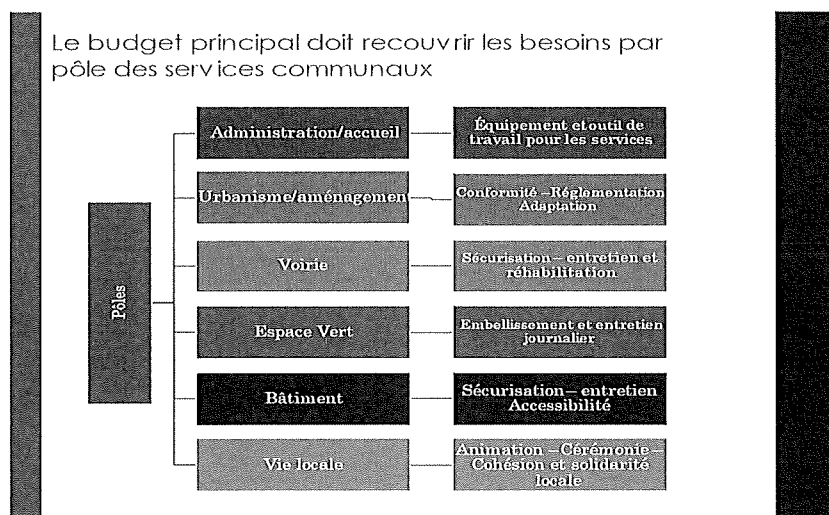 Le budget principal doit recouvrir les besoins par
pôle des services communaux
Pôles
Administration/accueil
Équipement et outil de
travail pour les services
Urbanisme/aménagement
Conformité – Réglementation
Adaptation
Voirie
Sécurisation – entretien et
réhabilitation
Espace Vert
Embellissement et entretien
journalier
Bâtiment
Sécurisation – entretien
Accessibilité
Vie locale
Animation – Cérémonie –
Cohésion et solidarité
locale